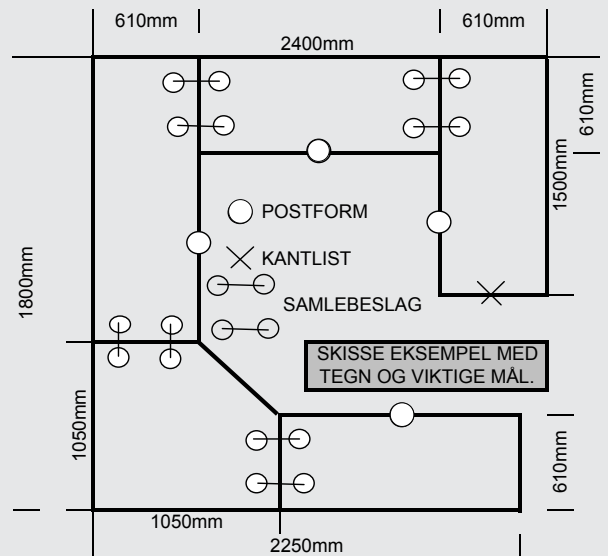 610mm
610mm
2400mm
610mm
1500mm
POSTFORM
KANTLIST
SAMLEBESLAG
1800mm
SKISSE EKSEMPEL MED
TEGN OG VIKTIGE MÅL.
1050mm
610mm
1050mm
2250mm